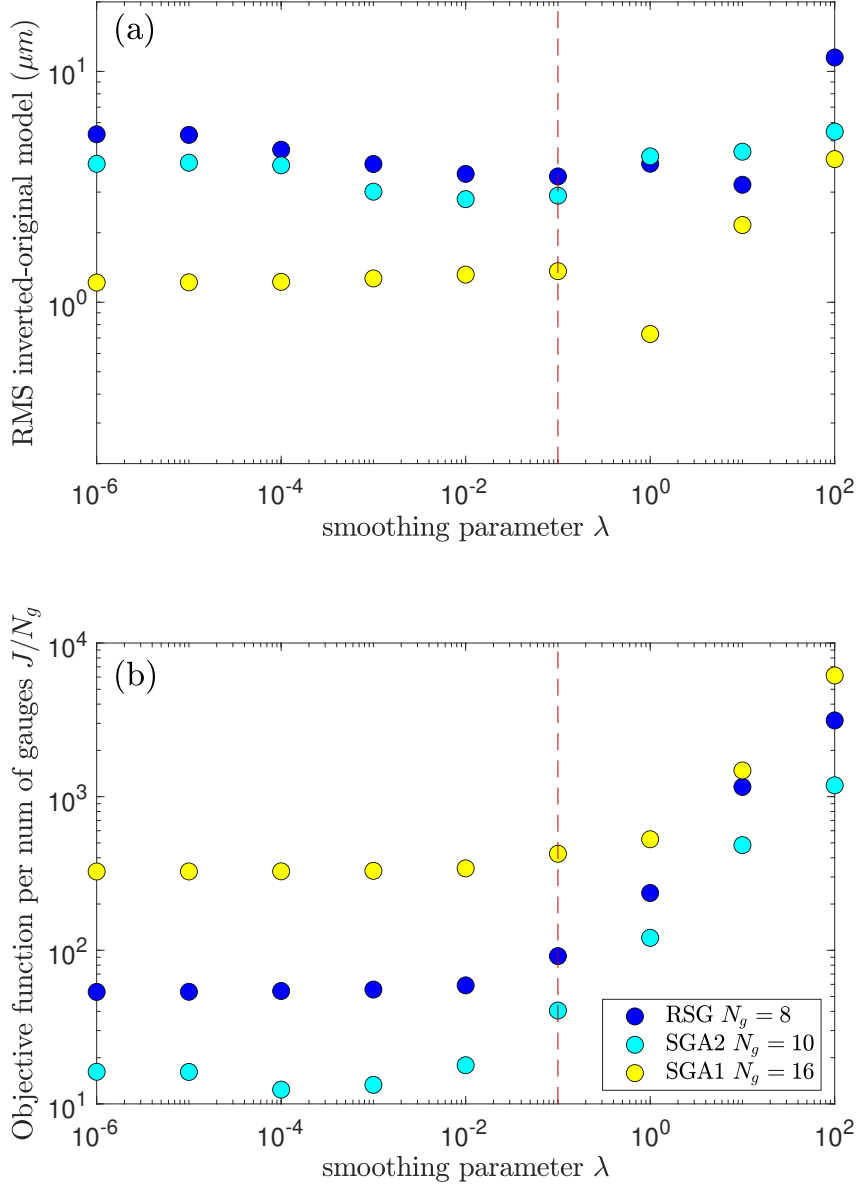 (a)
RMS inverted-original model (μm)
10^1
10^0
10^-6
10^-4
10^-2
10^0
10^2
smoothing parameter λ
(b)
Objective function per num of gauges J/N_g
10^4
10^3
10^2
10^1
RSG N_g = 8
SGA2 N_g = 10
SGA1 N_g = 16
10^-6
10^-4
10^-2
10^0
10^2
smoothing parameter λ